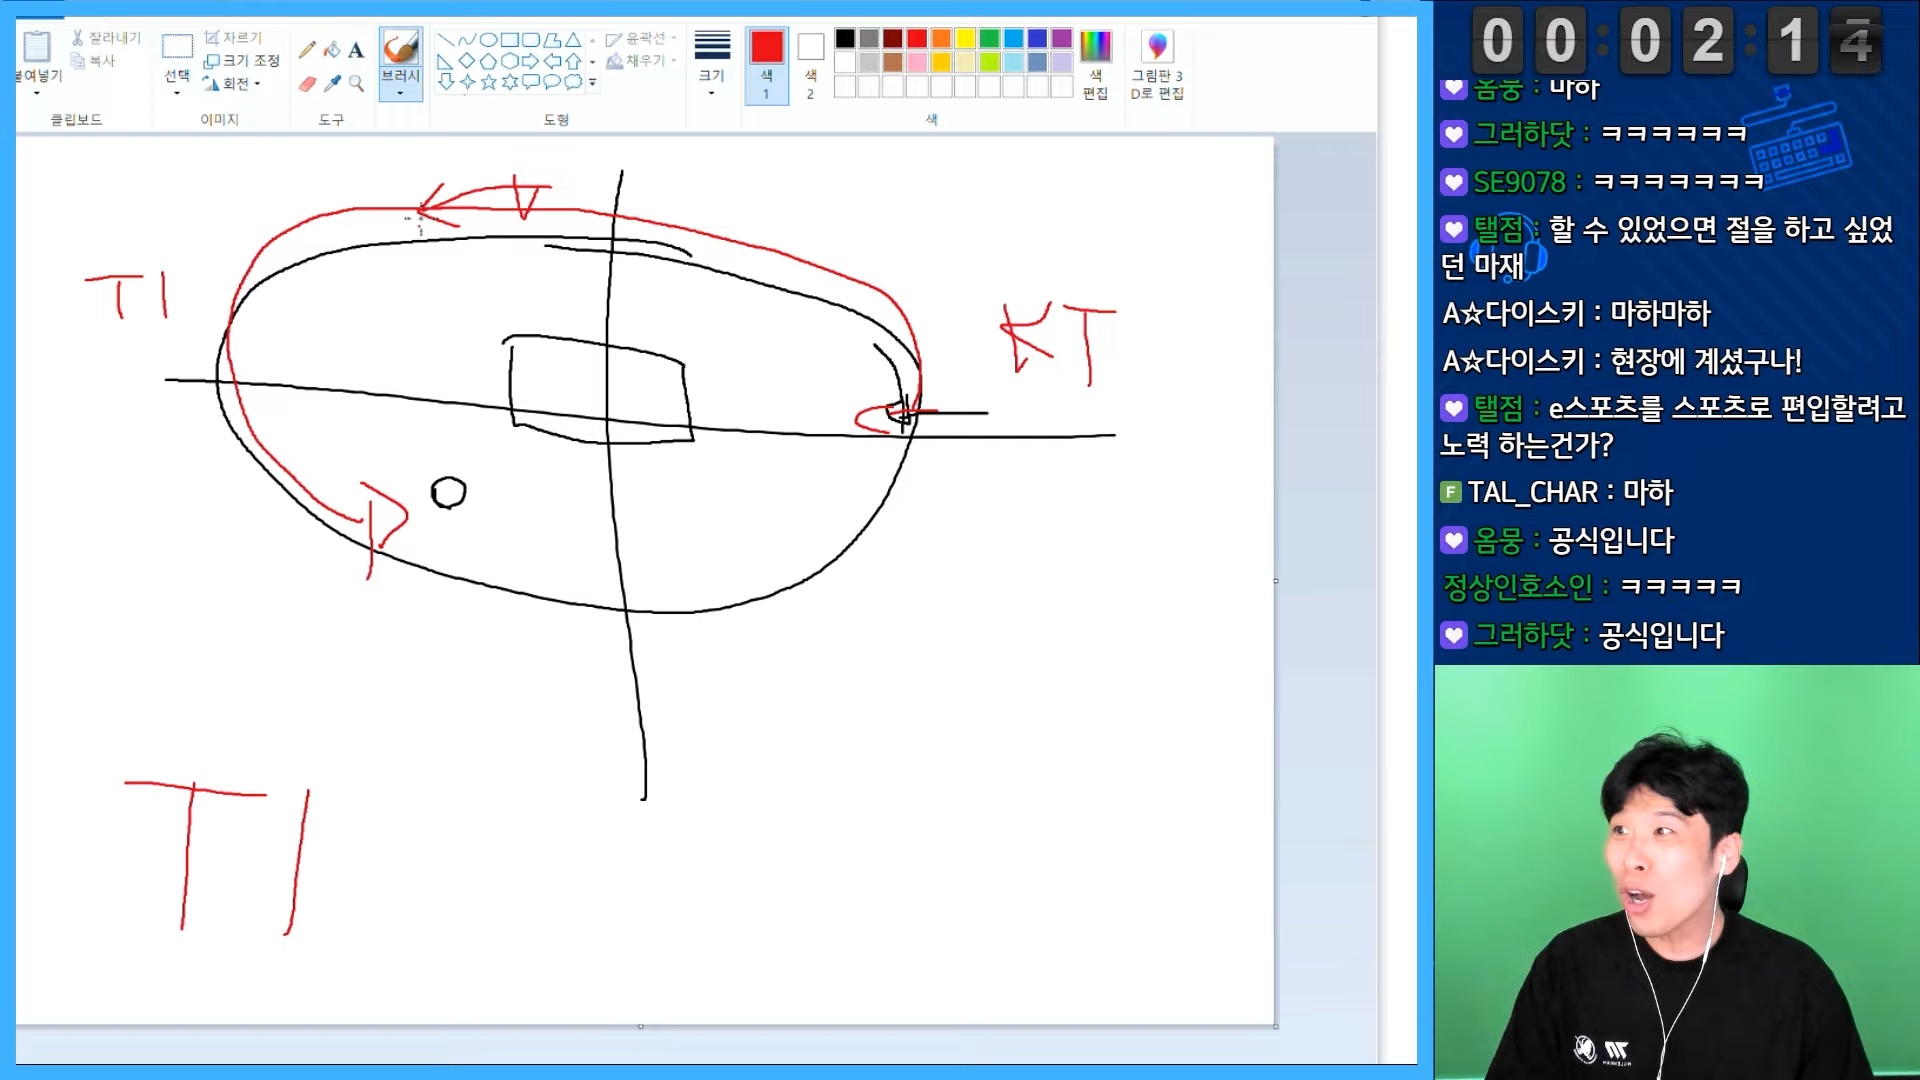 붙여넣기
잘라내기
복사
클립보드
선택
자르기
크기 조정
회전
이미지
A
도구
브러시
윤곽선
채우기
도형
크기
색
1
색
2
색
편집
그림판 3
D로 편집
색
T1
KT
T1
00:02:14
옴뭉 : 마하
그러하닷 : ㅋㅋㅋㅋㅋㅋ
SE9078 : ㅋㅋㅋㅋㅋㅋㅋ
탤점 : 할 수 있었으면 절을 하고 싶었
던 마재
A☆다이스키 : 마하마하
A☆다이스키 : 현장에 계셨구나!
탤점 : e스포츠를 스포츠로 편입할려고
노력 하는건가?
F TAL_CHAR : 마하
옴뭉 : 공식입니다
정상인호소인 : ㅋㅋㅋㅋㅋ
그러하닷 : 공식입니다